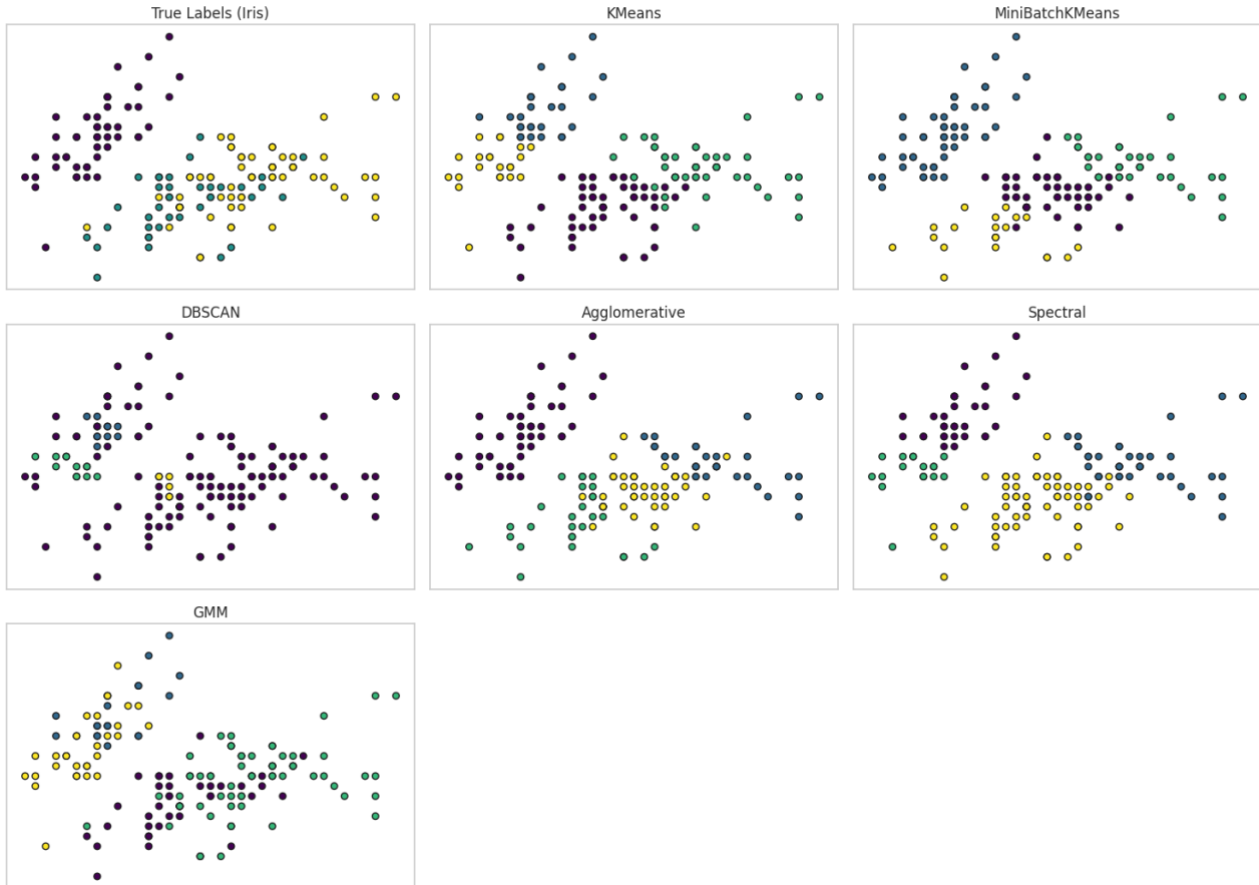 True Labels (Iris)
KMeans
MiniBatchKMeans
DBSCAN
Agglomerative
Spectral
GMM